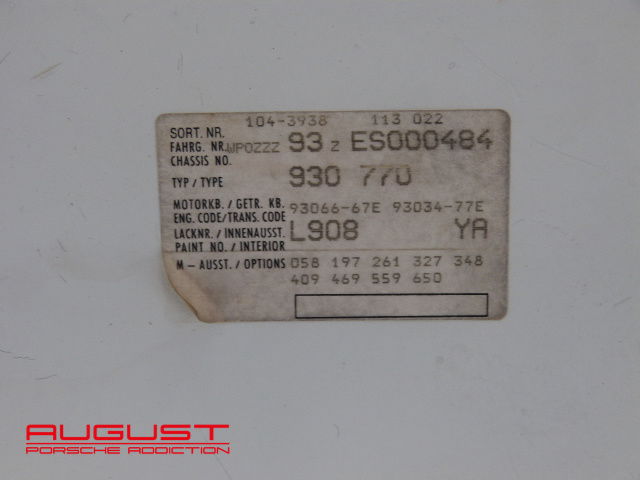 104-3938 113 022
SORT. NR.
FAHRG. NR. WP0ZZZ 93 Z ES000484
CHASSIS NO.
TYP / TYPE 930 770
MOTORKB. / GETR. KB. 93066-67E 93034-77E
ENG. CODE/TRANS. CODE
LACKNR. / INNENAUSST. L908 YA
PAINT NO. / INTERIOR
M – AUSST. / OPTIONS 058 197 261 327 348
409 469 559 650
AUGUST
PORSCHE ADDICTION